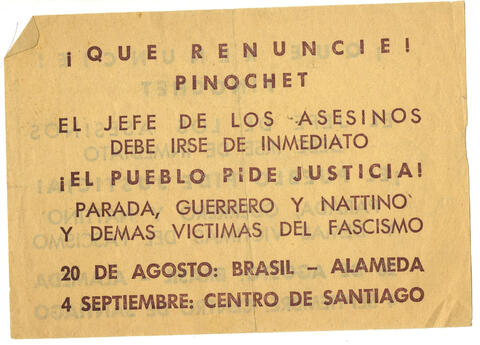 ¡QUE RENUNCIE!
PINOCHET
EL JEFE DE LOS ASESINOS
DEBE IRSE DE INMEDIATO
¡EL PUEBLO PIDE JUSTICIA!
PARADA, GUERRERO Y NATTINO
Y DEMAS VICTIMAS DEL FASCISMO
20 DE AGOSTO: BRASIL – ALAMEDA
4 SEPTIEMBRE: CENTRO DE SANTIAGO